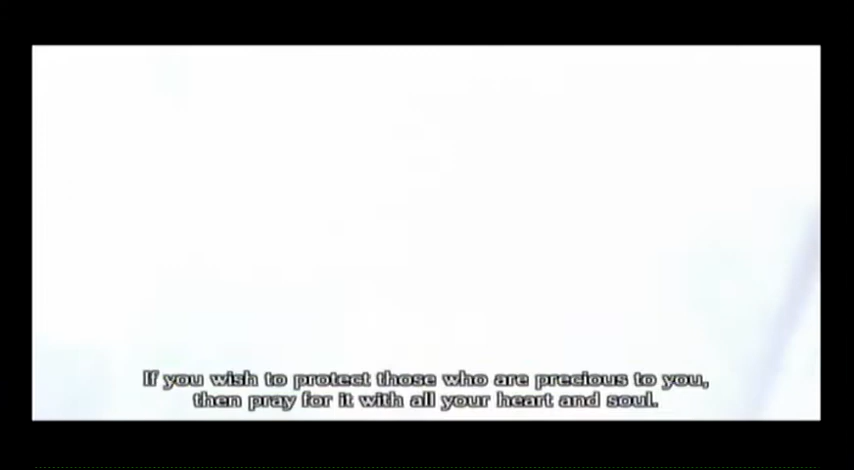 If you wish to protect those who are precious to you,
then pray for it with all your heart and soul.